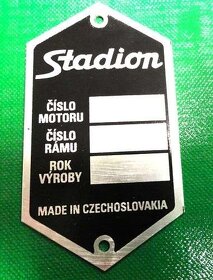 Stadion
ČÍSLO
MOTORU
ČÍSLO
RÁMU
ROK
VÝROBY
MADE IN CZECHOSLOVAKIA